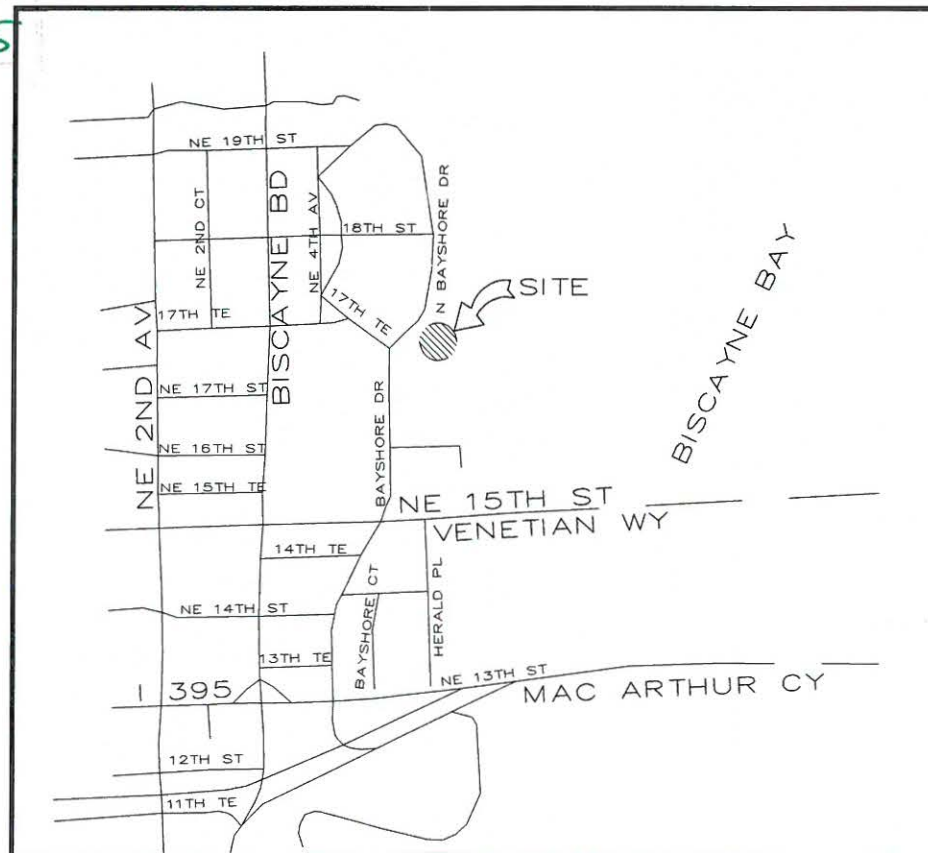 S
NE 19TH ST
NE 2ND CT
BISCAYNE BD
NE 4TH AV
18TH ST
N BAYSHORE DR
SITE
BISCAYNE BAY
17TH TE
17TH TE
NE 2ND AV
NE 17TH ST
BAYSHORE DR
NE 16TH ST
NE 15TH TE
NE 15TH ST
VENETIAN WY
14TH TE
BAYSHORE CT
HERALD PL
NE 14TH ST
13TH TE
NE 13TH ST
I 395
MAC ARTHUR CY
12TH ST
11TH TE